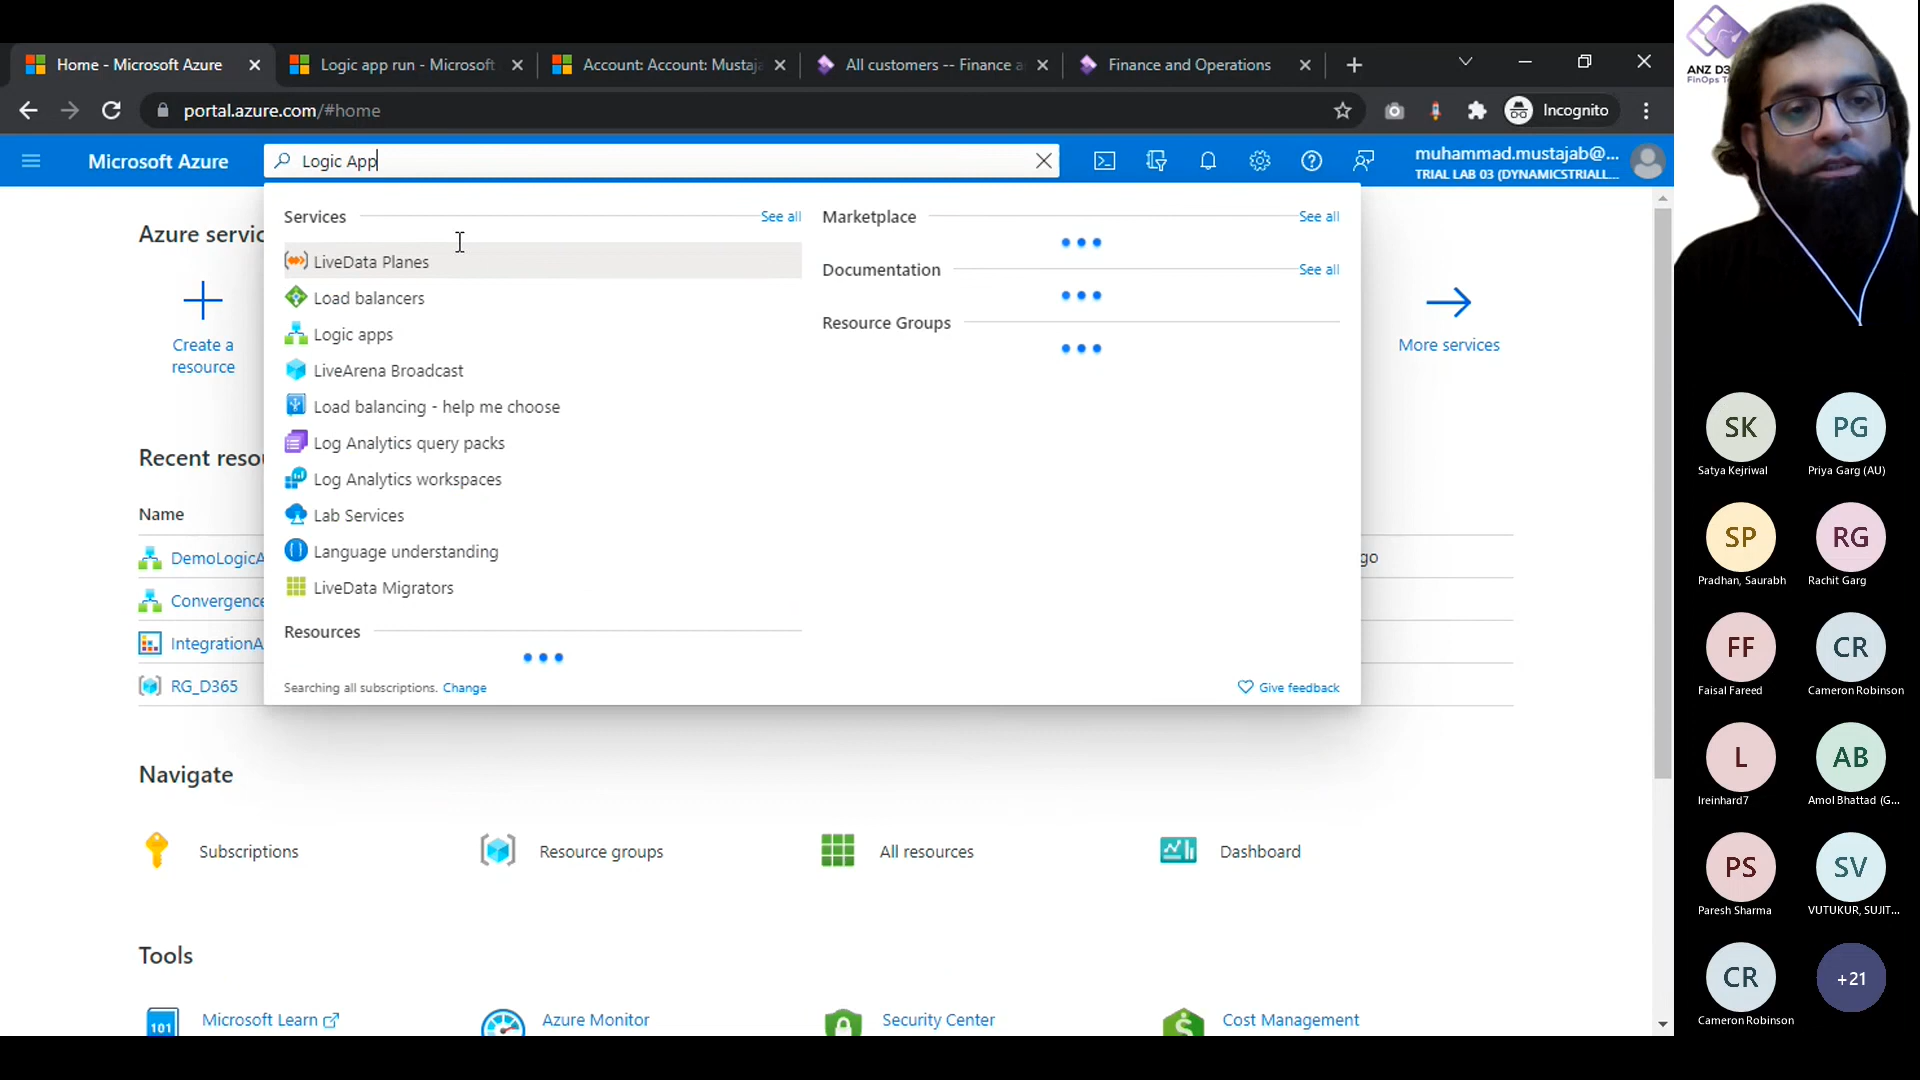 Home - Microsoft Azure
Logic app run - Microsoft
Account: Account: Mustaja
All customers -- Finance a
Finance and Operations
portal.azure.com/#home
Incognito
Microsoft Azure
Logic App
muhammad.mustajab@...
TRIAL LAB 03 (DYNAMICSTRIALL...
Azure servic
Create a
resource
More services
Services
See all
LiveData Planes
Load balancers
Logic apps
LiveArena Broadcast
Load balancing - help me choose
Log Analytics query packs
Log Analytics workspaces
Lab Services
Language understanding
LiveData Migrators
Resources
Searching all subscriptions. Change
Marketplace
See all
Documentation
See all
Resource Groups
Give feedback
Recent reso
Name
DemoLogicA
go
Convergence
IntegrationA
RG_D365
Navigate
Subscriptions
Resource groups
All resources
Dashboard
Tools
101
Microsoft Learn
Azure Monitor
Security Center
Cost Management
ANZ D3
SK
Satya Kejriwal
PG
Priya Garg (AU)
SP
Pradhan, Saurabh
RG
Rachit Garg
FF
Faisal Fareed
CR
Cameron Robinson
L
lreinhard7
AB
Amol Bhattad (G...
PS
Paresh Sharma
SV
VUTUKUR, SUJIT...
CR
Cameron Robinson
+21